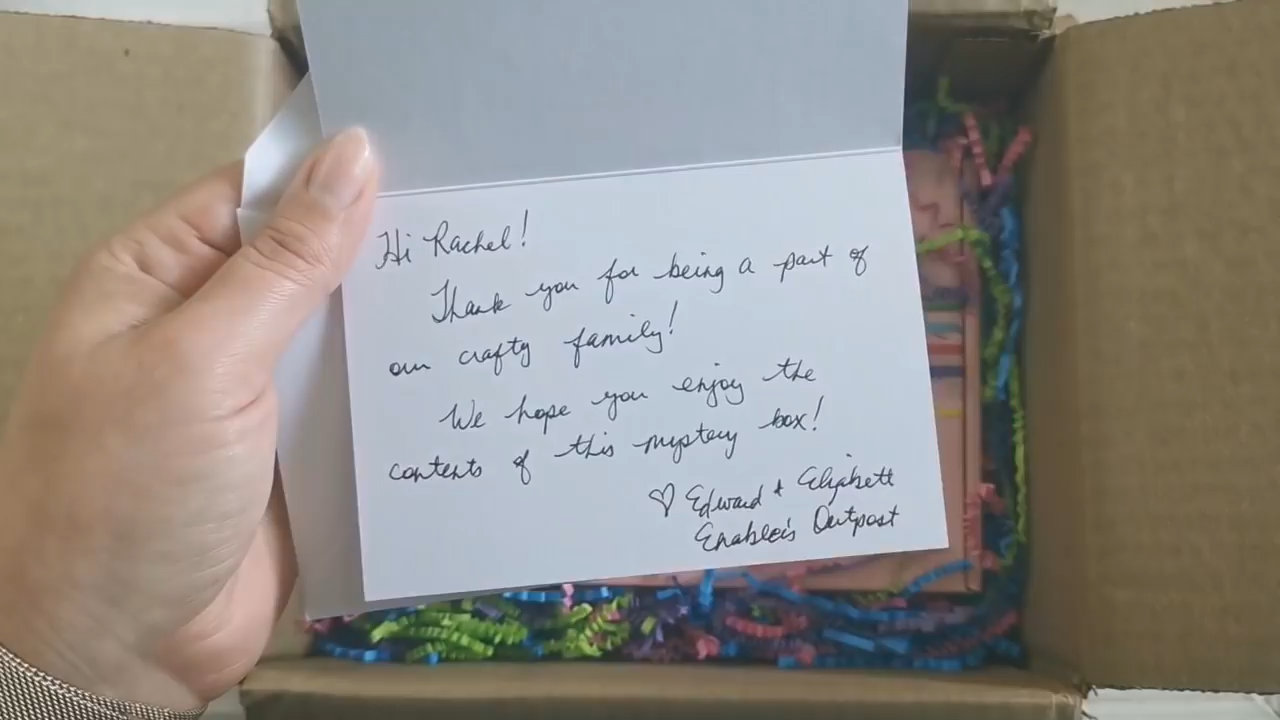 Hi Rachel!
Thank you for being a part of
our crafty family!
We hope you enjoy the
contents of this mystery box!
♡ Edward + Elizabeth
Enabler's Outpost